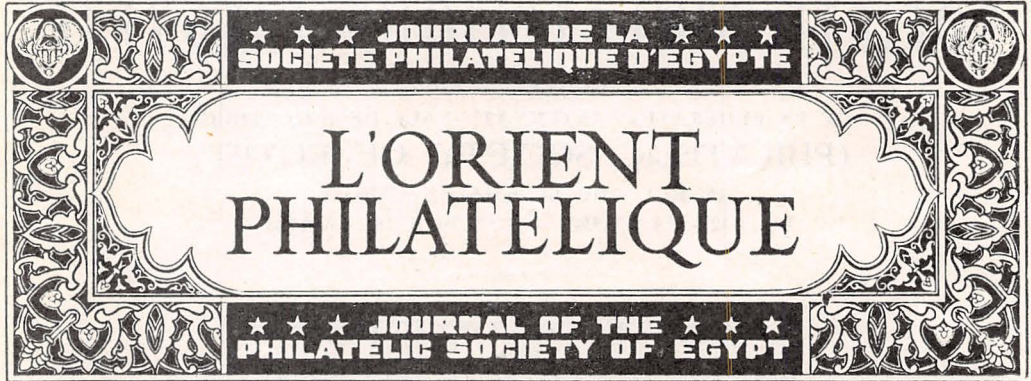 ★ ★ ★ JOURNAL DE LA ★ ★ ★
SOCIETE PHILATELIQUE D'EGYPTE
L'ORIENT
PHILATELIQUE
★ ★ ★ JOURNAL OF THE ★ ★ ★
PHILATELIC SOCIETY OF EGYPT